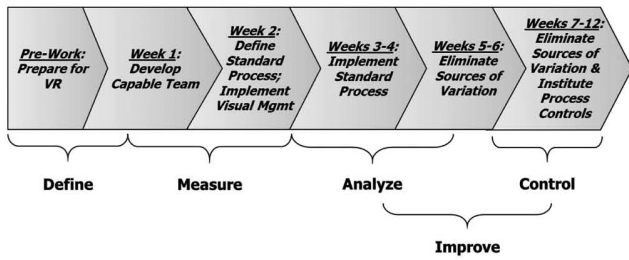 Pre-Work:
Prepare for
VR
Week 1:
Develop
Capable Team
Week 2:
Define
Standard
Process;
Implement
Visual Mgmt
Weeks 3-4:
Implement
Standard
Process
Weeks 5-6:
Eliminate
Sources of
Variation
Weeks 7-12:
Eliminate
Sources of
Variation &
Institute
Process
Controls
Define
Measure
Analyze
Control
Improve